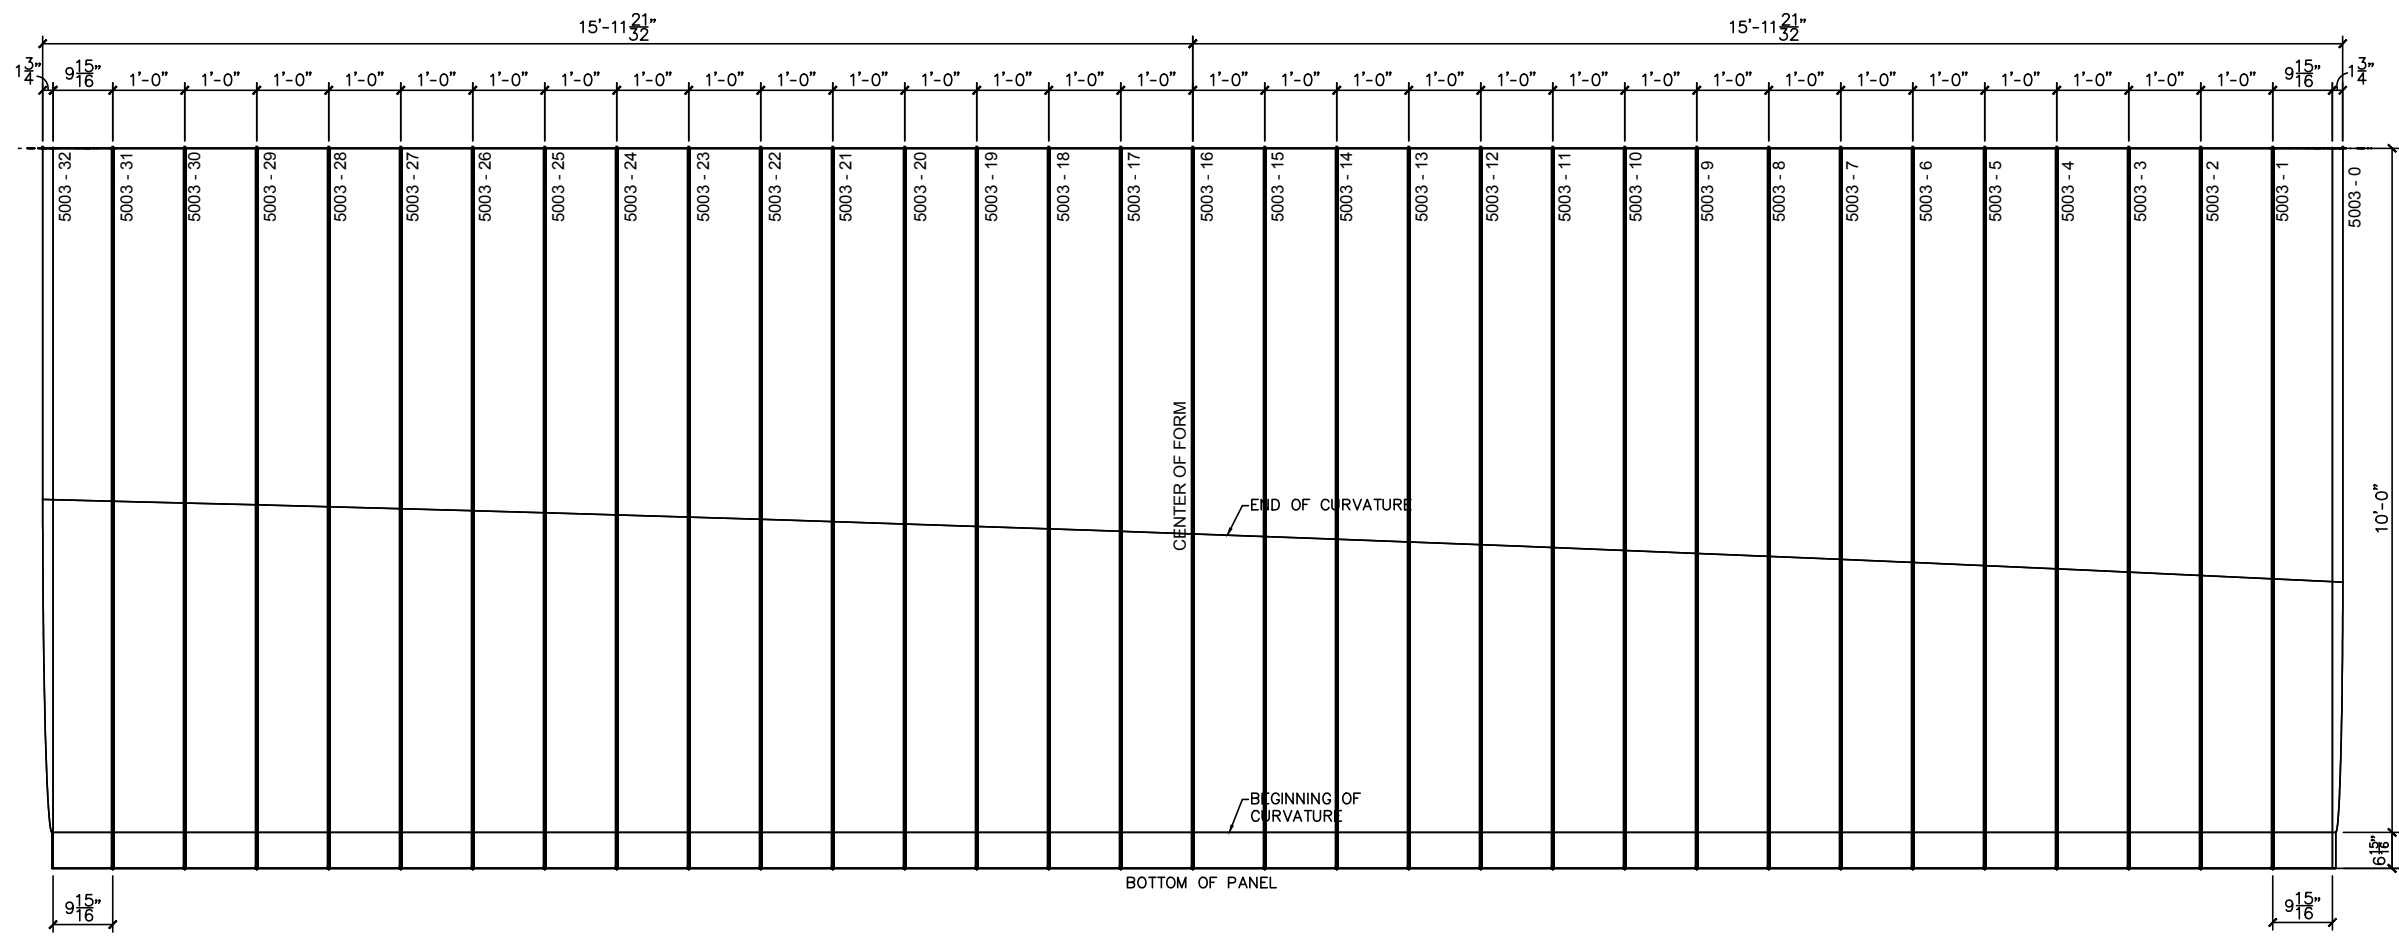 15'-11 21/32" 15'-11 21/32"
1 3/4" 9 15/16" 1'-0" 1'-0" 1'-0" 1'-0" 1'-0" 1'-0" 1'-0" 1'-0" 1'-0" 1'-0" 1'-0" 1'-0" 1'-0" 1'-0" 1'-0" 1'-0" 1'-0" 1'-0" 1'-0" 1'-0" 1'-0" 1'-0" 1'-0" 1'-0" 1'-0" 1'-0" 1'-0" 1'-0" 1'-0" 1'-0" 9 15/16" 1 3/4"
5003 - 32
5003 - 31
5003 - 30
5003 - 29
5003 - 28
5003 - 27
5003 - 26
5003 - 25
5003 - 24
5003 - 23
5003 - 22
5003 - 21
5003 - 20
5003 - 19
5003 - 18
5003 - 17
5003 - 16
5003 - 15
5003 - 14
5003 - 13
5003 - 12
5003 - 11
5003 - 10
5003 - 9
5003 - 8
5003 - 7
5003 - 6
5003 - 5
5003 - 4
5003 - 3
5003 - 2
5003 - 1
5003 - 0
CENTER OF FORM
END OF CURVATURE
10'-0"
BEGINNING OF
CURVATURE
6 15/16"
BOTTOM OF PANEL
9 15/16" 9 15/16"